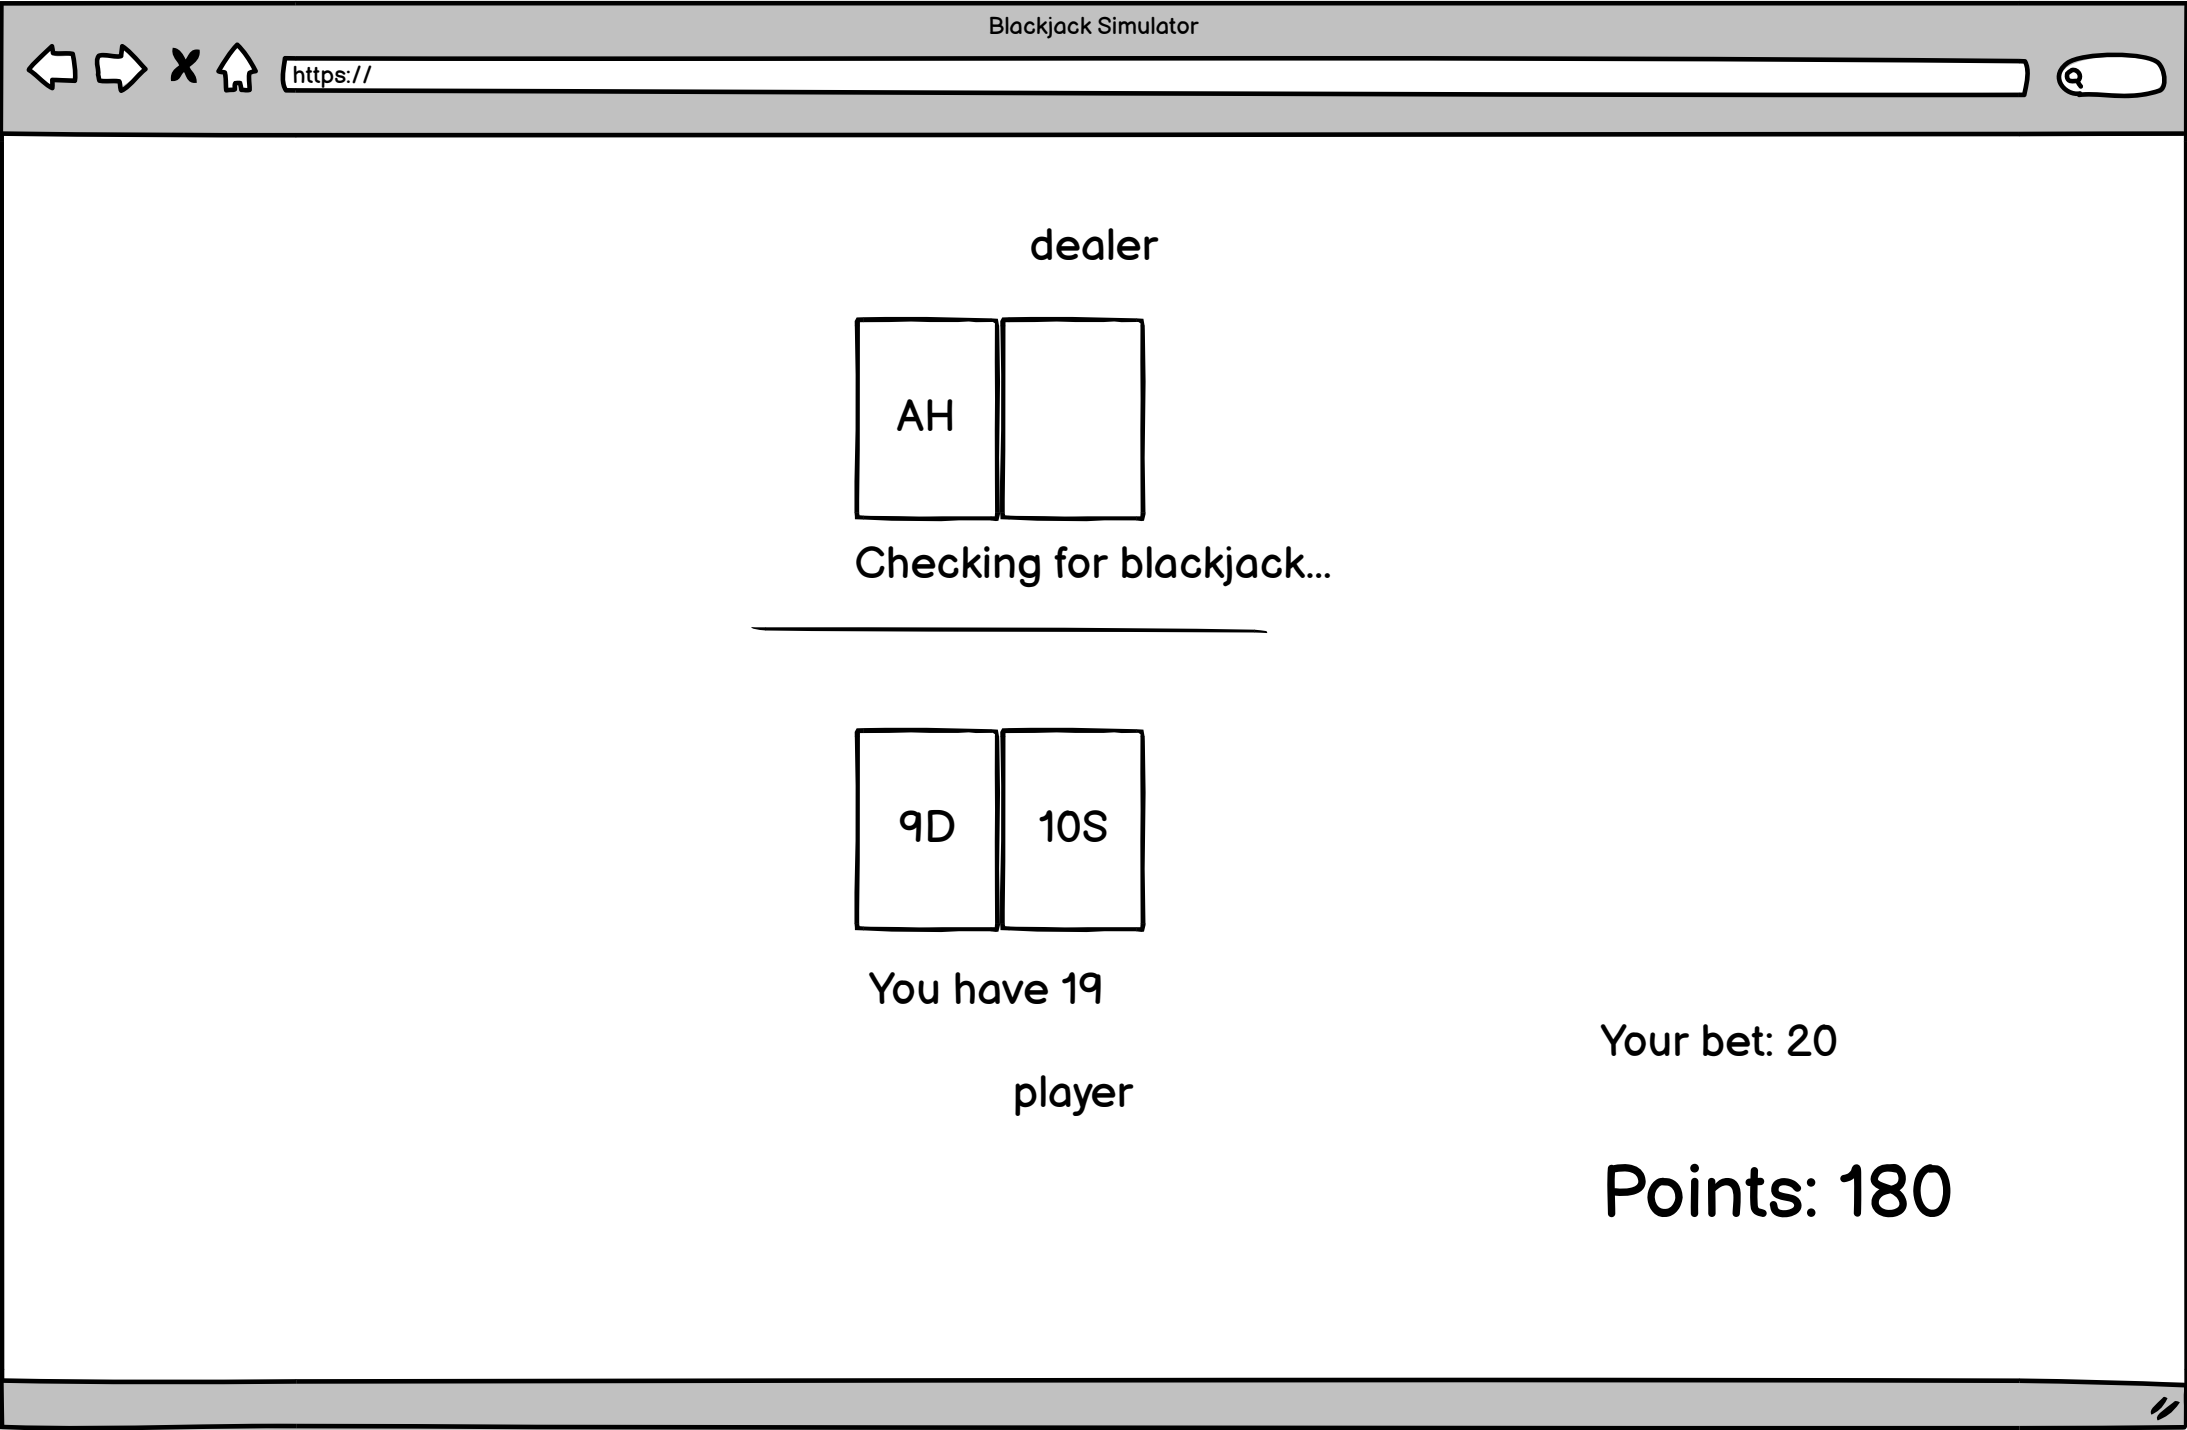 Blackjack Simulator
https://
dealer
AH
Checking for blackjack...
9D 10S
You have 19
Your bet: 20
player
Points: 180